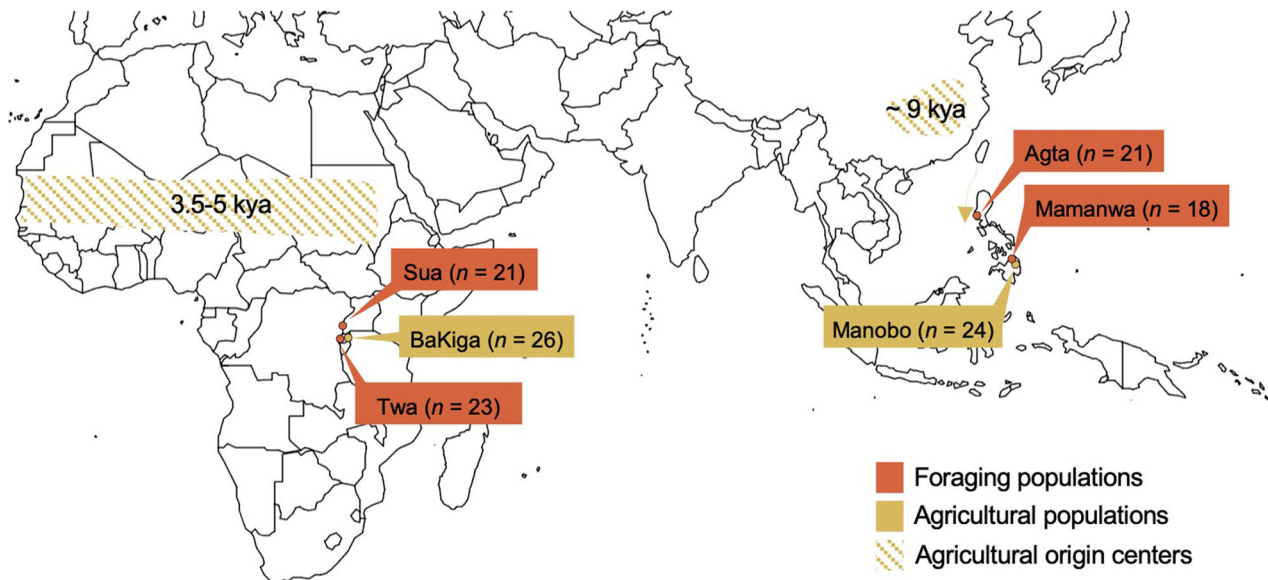 ~ 9 kya
Agta (n = 21)
3.5-5 kya
Mamanwa (n = 18)
Sua (n = 21)
BaKiga (n = 26)
Manobo (n = 24)
Twa (n = 23)
Foraging populations
Agricultural populations
Agricultural origin centers